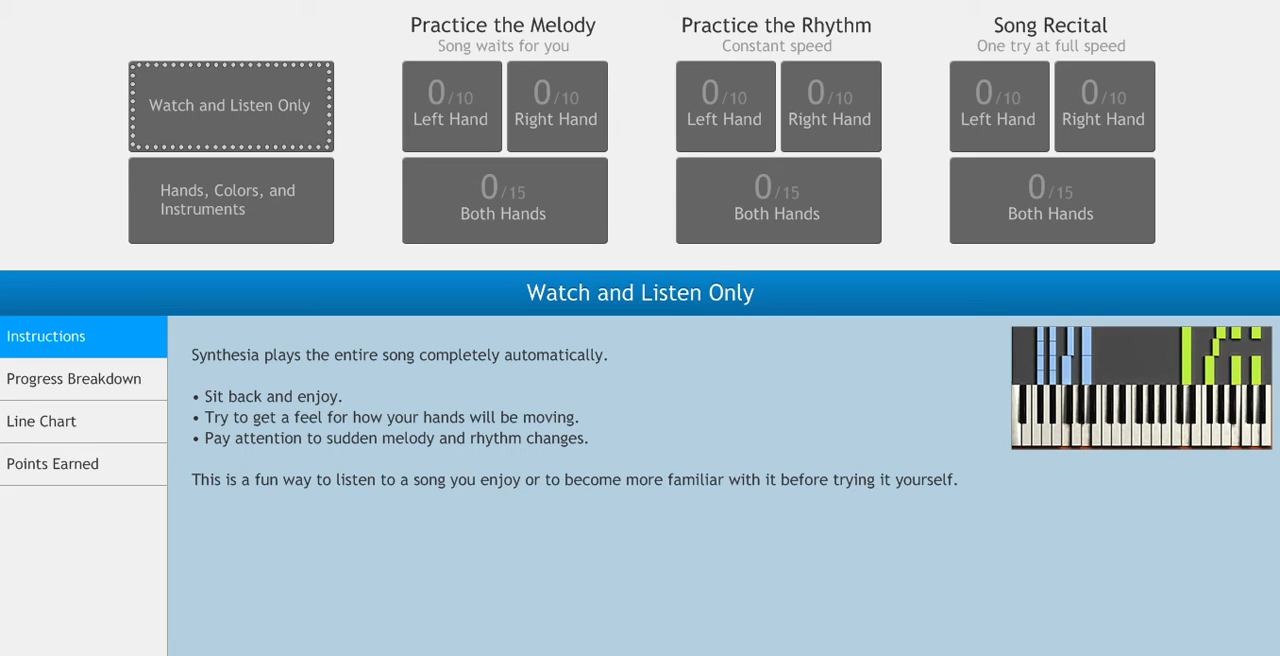 Practice the Melody
Song waits for you
Practice the Rhythm
Constant speed
Song Recital
One try at full speed
Watch and Listen Only
0/10
Left Hand
0/10
Right Hand
0/10
Left Hand
0/10
Right Hand
0/10
Left Hand
0/10
Right Hand
Hands, Colors, and
Instruments
0/15
Both Hands
0/15
Both Hands
0/15
Both Hands
Watch and Listen Only
Instructions
Progress Breakdown
Line Chart
Points Earned
Synthesia plays the entire song completely automatically.
• Sit back and enjoy.
• Try to get a feel for how your hands will be moving.
• Pay attention to sudden melody and rhythm changes.
This is a fun way to listen to a song you enjoy or to become more familiar with it before trying it yourself.